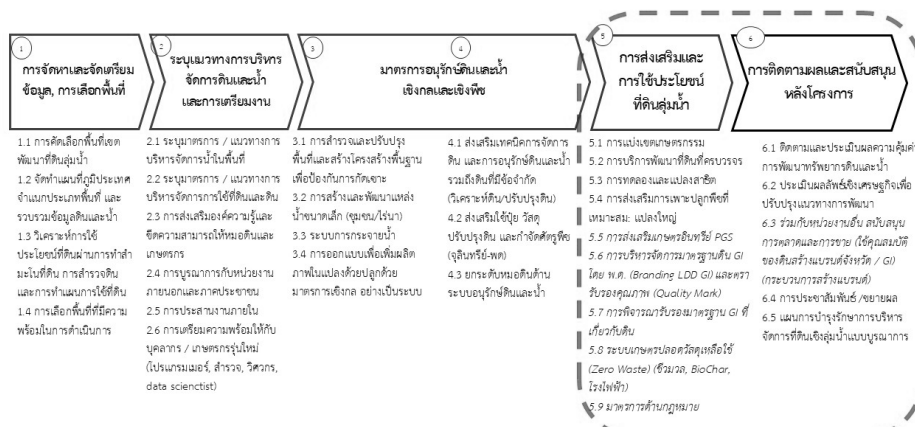 1
การจัดหาและจัดเตรียม
ข้อมูล, การเลือกพื้นที่
2
ระบุแนวทางการบริหาร
จัดการดินและน้ำ
และการเตรียมงาน
3
4
มาตรการอนุรักษ์ดินและน้ำ
เชิงกลและเชิงพืช
5
การส่งเสริมและ
การใช้ประโยชน์
ที่ดินลุ่มน้ำ
6
การติดตามผลและสนับสนุน
หลังโครงการ
1.1 การคัดเลือกพื้นที่เขต
พัฒนาที่ดินลุ่มน้ำ
1.2 จัดทำแผนที่ภูมิประเทศ
จำแนกประเภทพื้นที่ และ
รวบรวมข้อมูลดินและน้ำ
1.3 วิเคราะห์การใช้
ประโยชน์ที่ดินผ่านการทำสำ
มะโนที่ดิน การสำรวจดิน
และการทำแผนการใช้ที่ดิน
1.4 การเลือกพื้นที่ที่มีความ
พร้อมในการดำเนินการ
2.1 ระบุมาตรการ / แนวทางการ
บริหารจัดการน้ำในพื้นที่
2.2 ระบุมาตรการ / แนวทางการ
บริหารจัดการการใช้ที่ดินและดิน
2.3 การส่งเสริมองค์ความรู้และ
ขีดความสามารถให้หมอดินและ
เกษตรกร
2.4 การบูรณาการกับหน่วยงาน
ภายนอกและภาคประชาชน
2.5 การประสานงานภายใน
2.6 การเตรียมความพร้อมให้กับ
บุคลากร / เกษตรกรรุ่นใหม่
(โปรแกรมเมอร์, สำรวจ, วิศวกร,
data scienctist)
3.1 การสำรวจและปรับปรุง
พื้นที่และสร้างโครงสร้างพื้นฐาน
เพื่อป้องกันการกัดเซาะ
3.2 การสร้างและพัฒนาแหล่ง
น้ำขนาดเล็ก (ชุมชน/ไร่นา)
3.3 ระบบการกระจายน้ำ
3.4 การออกแบบเพื่อเพิ่มผลิต
ภาพในแปลงด้วยปลูกด้วย
มาตรการเชิงกล อย่างเป็นระบบ
4.1 ส่งเสริมเทคนิคการจัดการ
ดิน และการอนุรักษ์ดินและน้ำ
รวมถึงดินที่มีข้อจำกัด
(วิเคราะห์ดิน/ปรับปรุงดิน)
4.2 ส่งเสริมใช้ปุ๋ย วัสดุ
ปรับปรุงดิน และกำจัดศัตรูพืช
(จุลินทรีย์-พด)
4.3 ยกระดับหมอดินด้าน
ระบบอนุรักษ์ดินและน้ำ
5.1 การแบ่งเขตเกษตรกรรม
5.2 การบริการพัฒนาที่ดินที่ครบวงจร
5.3 การทดลองและแปลงสาธิต
5.4 การส่งเสริมการเพาะปลูกพืชที่
เหมาะสม: แปลงใหญ่
5.5 การส่งเสริมเกษตรอินทรีย์ PGS
5.6 การบริหารจัดการมาตรฐานดิน GI
โดย พ.ด. (Branding LDD GI) และตรา
รับรองคุณภาพ (Quality Mark)
5.7 การพิจารณารับรองมาตรฐาน GI ที่
เกี่ยวกับดิน
5.8 ระบบเกษตรปลอดวัสดุเหลือใช้
(Zero Waste) (ชีวมวล, BioChar,
โรงไฟฟ้า)
5.9 มาตรการด้านกฎหมาย
6.1 ติดตามและประเมินผลความคุ้มค่า
การพัฒนาทรัพยากรดินและน้ำ
6.2 ประเมินผลลัพธ์เชิงเศรษฐกิจเพื่อ
ปรับปรุงแนวทางการพัฒนา
6.3 ร่วมกับหน่วยงานอื่น สนับสนุน
การตลาดและการขาย (ใช้คุณสมบัติ
ของดินสร้างแบรนด์จังหวัด / GI)
(กระบวนการสร้างแบรนด์)
6.4 การประชาสัมพันธ์ /ขยายผล
6.5 แผนการบำรุงรักษาการบริหาร
จัดการที่ดินเชิงลุ่มน้ำแบบบูรณาการ